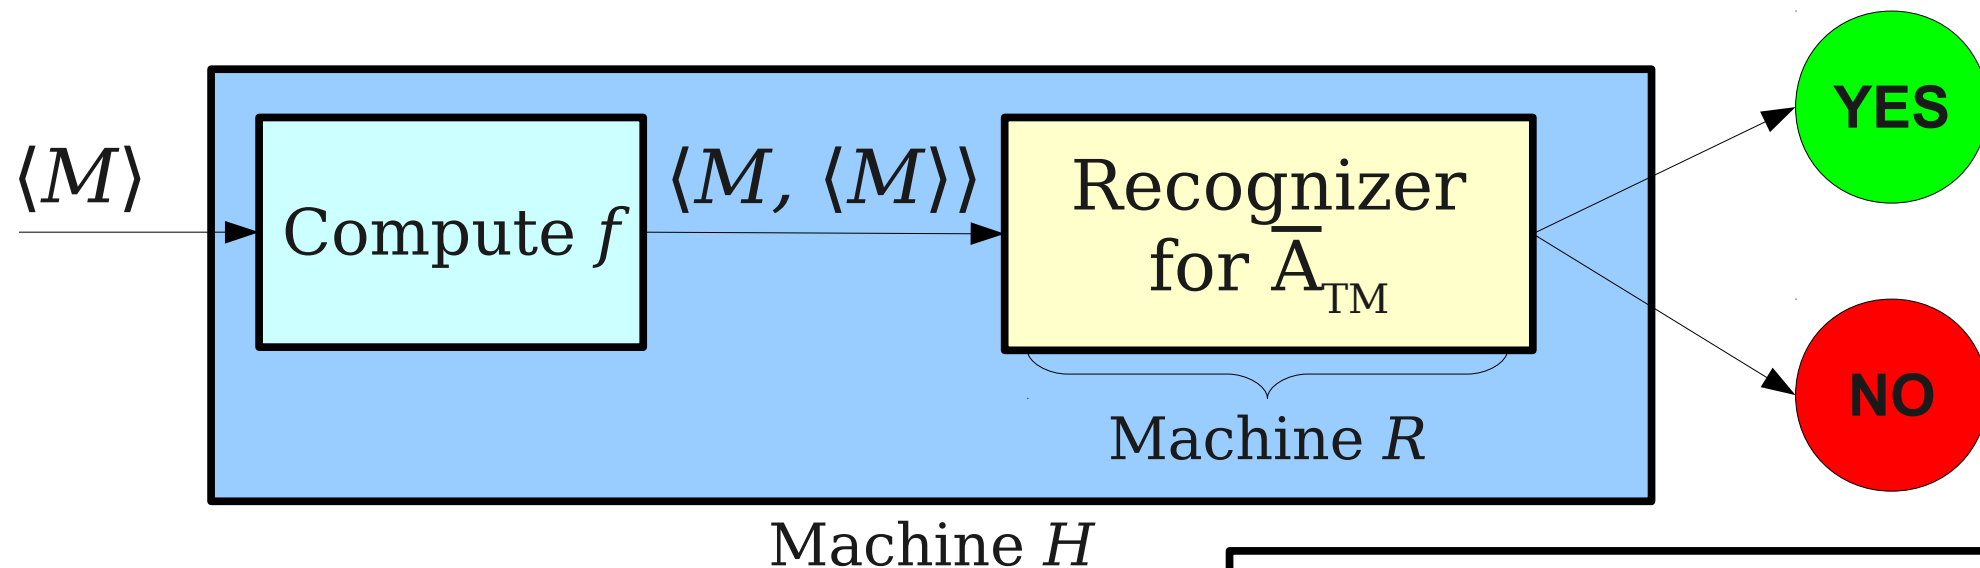 ⟨M⟩
Compute f
⟨M, ⟨M⟩⟩
Recognizer
for A̅TM
Machine R
Machine H
YES
NO